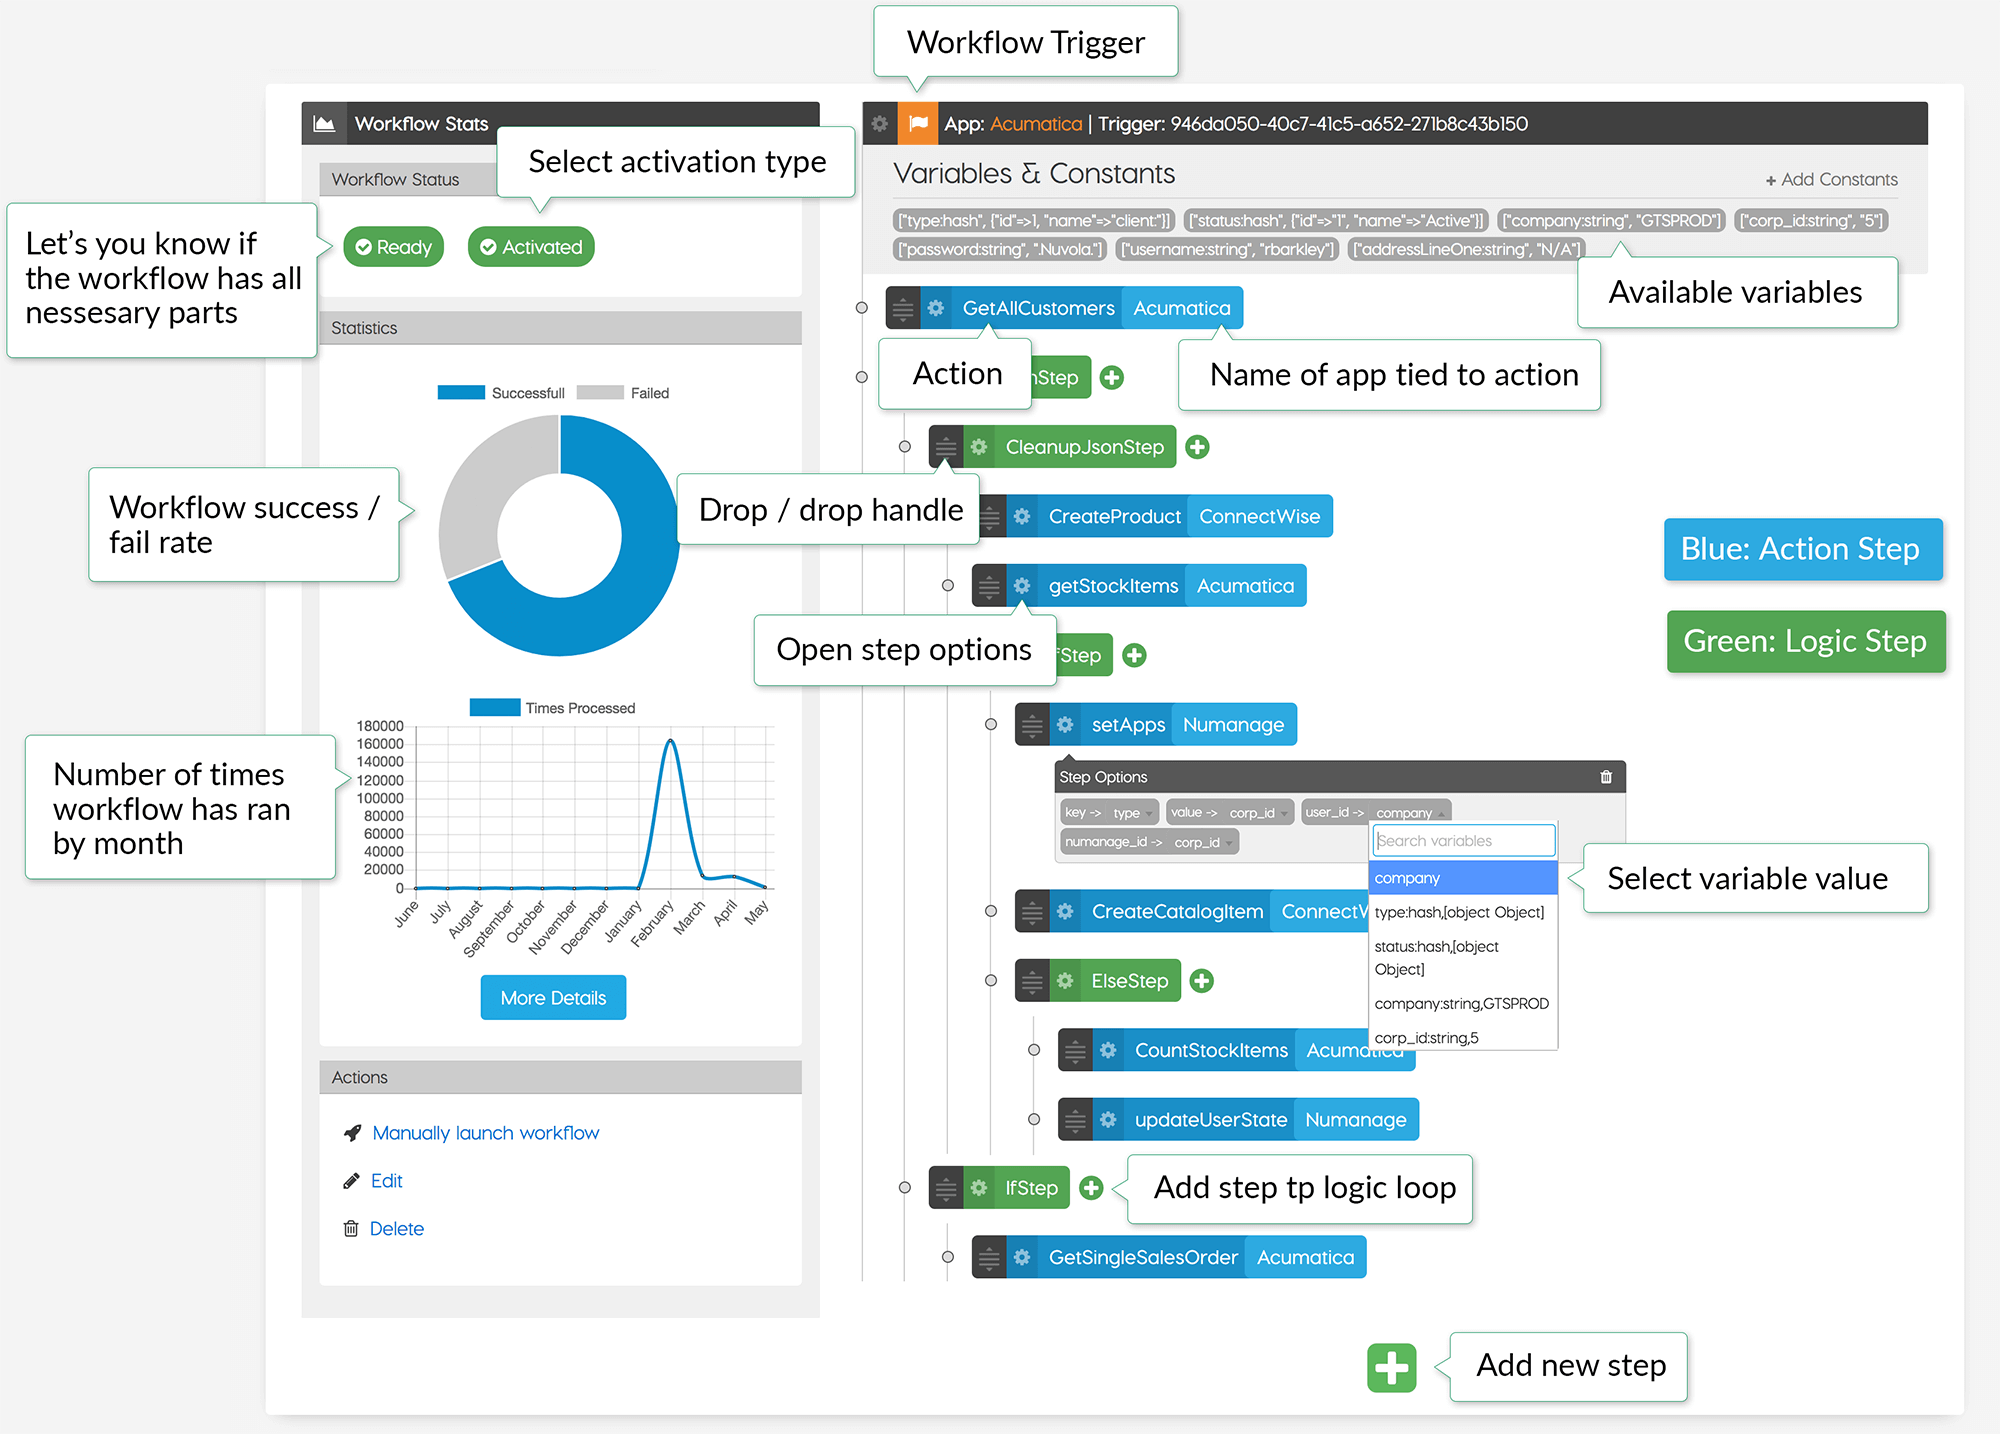 Workflow Trigger
Workflow Stats
App: Acumatica | Trigger: 946da050-40c7-41c5-a652-271b8c43b150
Select activation type
Workflow Status
Let's you know if
the workflow has all
nessesary parts
Ready
Activated
Variables & Constants
+ Add Constants
["type:hash", {"id"=>1, "name"=>"client:"}]
["status:hash", {"id"=>"1", "name"=>"Active"}]
["company:string", "GTSPROD"]
["corp_id:string", "5"]
["password:string", ".Nuvola."]
["username:string", "rbarkley"]
["addressLineOne:string", "N/A"]
Available variables
GetAllCustomers Acumatica
Action
Name of app tied to action
nStep
CleanupJsonStep
Drop / drop handle
CreateProduct ConnectWise
getStockItems Acumatica
Open step options
fStep
setApps Numanage
Step Options
key -> type
value -> corp_id
user_id -> company
numanage_id -> corp_id
Search variables
company
type:hash,[object Object]
status:hash,[object
Object]
company:string,GTSPROD
corp_id:string,5
Select variable value
CreateCatalogItem ConnectW
ElseStep
CountStockItems Acumatica
updateUserState Numanage
IfStep
Add step tp logic loop
GetSingleSalesOrder Acumatica
Add new step
Blue: Action Step
Green: Logic Step
Statistics
Successfull
Failed
Workflow success /
fail rate
Times Processed
Number of times
workflow has ran
by month
180000
160000
140000
120000
100000
80000
60000
40000
20000
0
June
July
August
September
October
November
December
January
February
March
April
May
More Details
Actions
Manually launch workflow
Edit
Delete